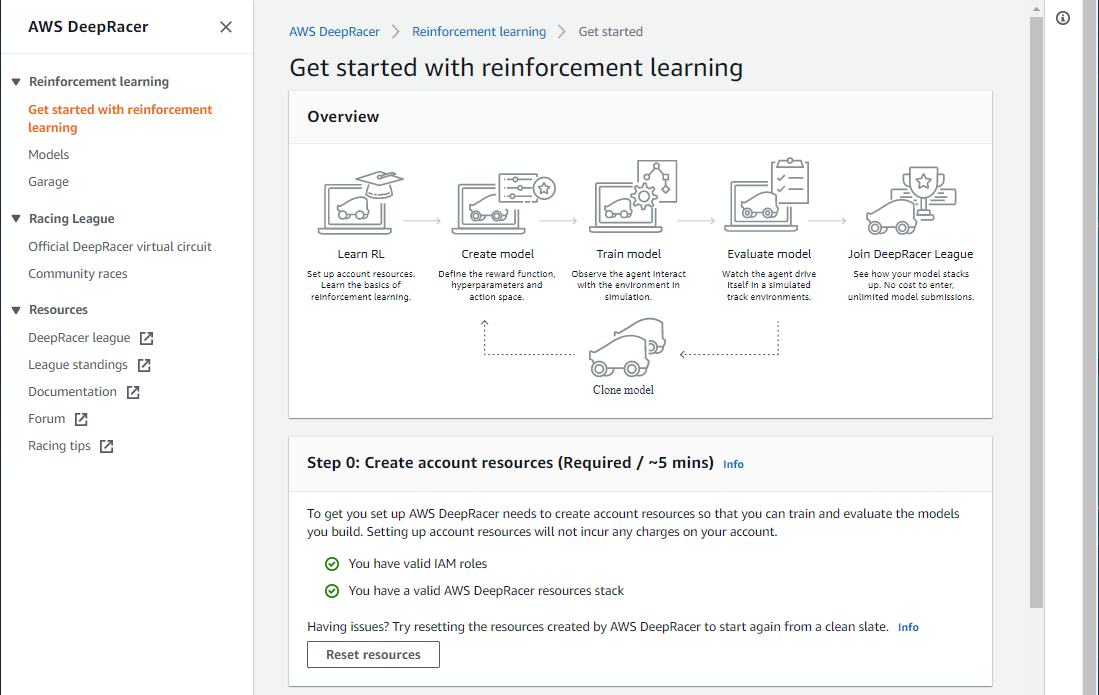 AWS DeepRacer
Reinforcement learning
Get started with reinforcement
learning
Models
Garage
Racing League
Official DeepRacer virtual circuit
Community races
Resources
DeepRacer league
League standings
Documentation
Forum
Racing tips
AWS DeepRacer
Reinforcement learning
Get started
Get started with reinforcement learning
Overview
Learn RL
Set up account resources.
Learn the basics of
reinforcement learning.
Create model
Define the reward function,
hyperparameters and
action space.
Train model
Observe the agent interact
with the environment in
simulation.
Evaluate model
Watch the agent drive
itself in a simulated
track environments.
Join DeepRacer League
See how your model stacks
up. No cost to enter,
unlimited model submissions.
Clone model
Step 0: Create account resources (Required / ~5 mins) Info
To get you set up AWS DeepRacer needs to create account resources so that you can train and evaluate the models
you build. Setting up account resources will not incur any charges on your account.
You have valid IAM roles
You have a valid AWS DeepRacer resources stack
Having issues? Try resetting the resources created by AWS DeepRacer to start again from a clean slate. Info
Reset resources